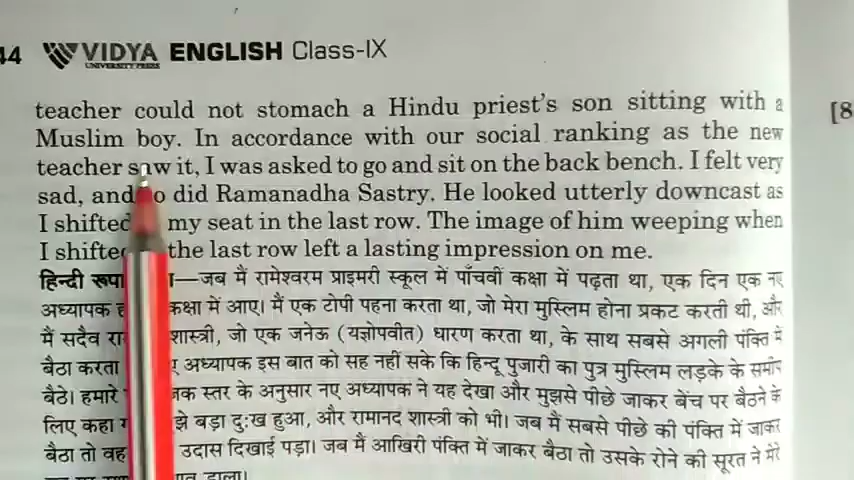 44 VIDYA ENGLISH Class-IX
UNIVERSITY PRESS
teacher could not stomach a Hindu priest's son sitting with a [8
Muslim boy. In accordance with our social ranking as the new
teacher saw it, I was asked to go and sit on the back bench. I felt very
sad, and so did Ramanadha Sastry. He looked utterly downcast as
I shifted my seat in the last row. The image of him weeping when
I shifted the last row left a lasting impression on me.
हिन्दी —जब मैं रामेश्वरम प्राइमरी स्कूल में पाँचवीं कक्षा में पढ़ता था, एक दिन एक नए
अध्यापक कक्षा में आए। मैं एक टोपी पहना करता था, जो मेरा मुस्लिम होना प्रकट करती थी, और
मैं सदैव शास्त्री, जो एक जनेऊ (यज्ञोपवीत) धारण करता था, के साथ सबसे अगली पंक्ति में
बैठा करता अध्यापक इस बात को सह नहीं सके कि हिन्दू पुजारी का पुत्र मुस्लिम लड़के के समीप
बैठे। हमारे स्तर के अनुसार नए अध्यापक ने यह देखा और मुझसे पीछे जाकर बेंच पर बैठने के
लिए कहा बड़ा दुःख हुआ, और रामानद शास्त्री को भी। जब मैं सबसे पीछे की पंक्ति में जाकर
बैठा तो वह उदास दिखाई पड़ा। जब मैं आखिरी पंक्ति में जाकर बैठा तो उसके रोने की सूरत ने मेरे
डाला।